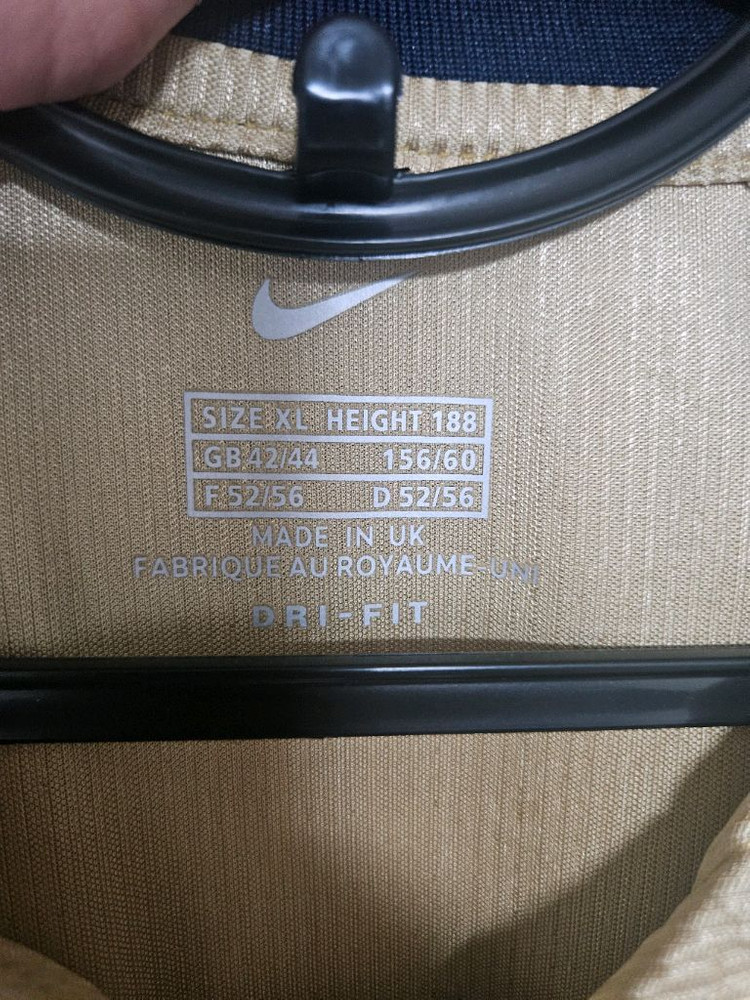 SIZE XL HEIGHT 188
GB 42/44 156/60
F 52/56 D 52/56
MADE IN UK
FABRIQUE AU ROYAUME-UNI
DRI-FIT